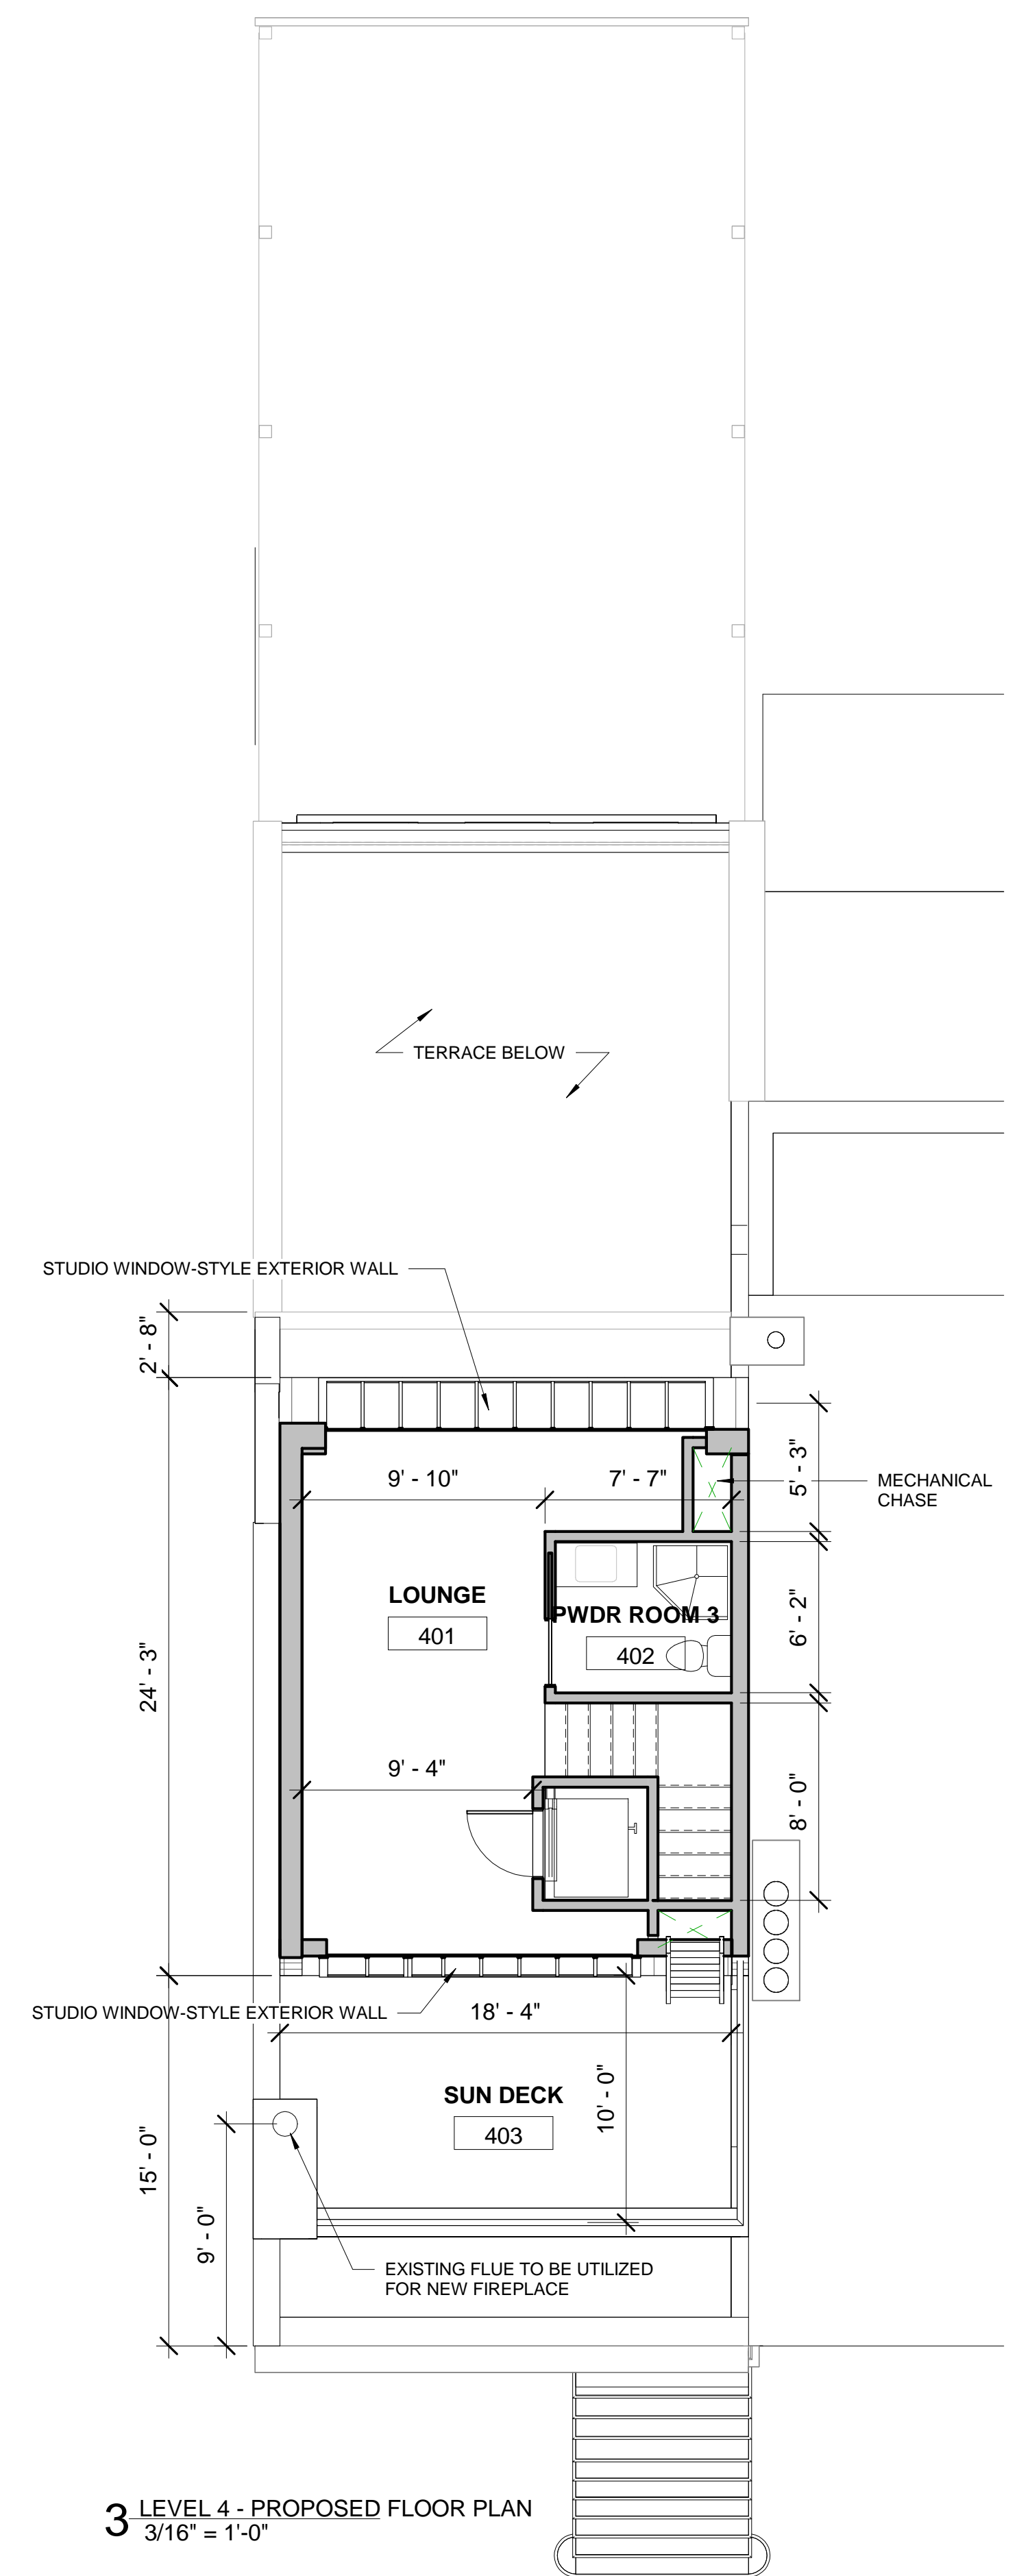 TERRACE BELOW
STUDIO WINDOW-STYLE EXTERIOR WALL
2' - 8"
5' - 3"
9' - 10"
7' - 7"
MECHANICAL
CHASE
LOUNGE
401
PWDR ROOM 3
402
6' - 2"
24' - 3"
9' - 4"
8' - 0"
STUDIO WINDOW-STYLE EXTERIOR WALL
18' - 4"
SUN DECK
403
10' - 0"
15' - 0"
9' - 0"
EXISTING FLUE TO BE UTILIZED
FOR NEW FIREPLACE
3 LEVEL 4 - PROPOSED FLOOR PLAN
3/16" = 1'-0"